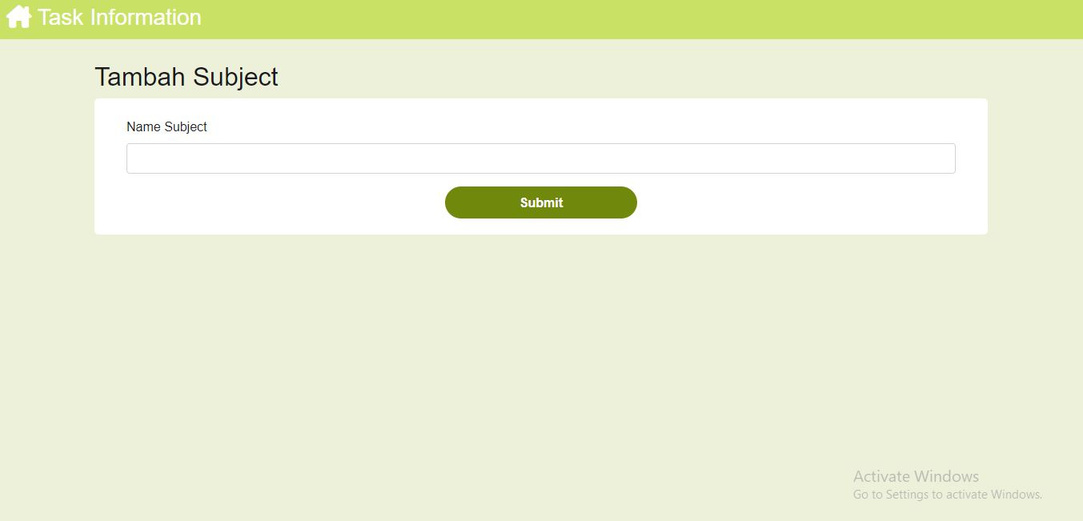 Task Information
Tambah Subject
Name Subject
Submit
Activate Windows
Go to Settings to activate Windows.